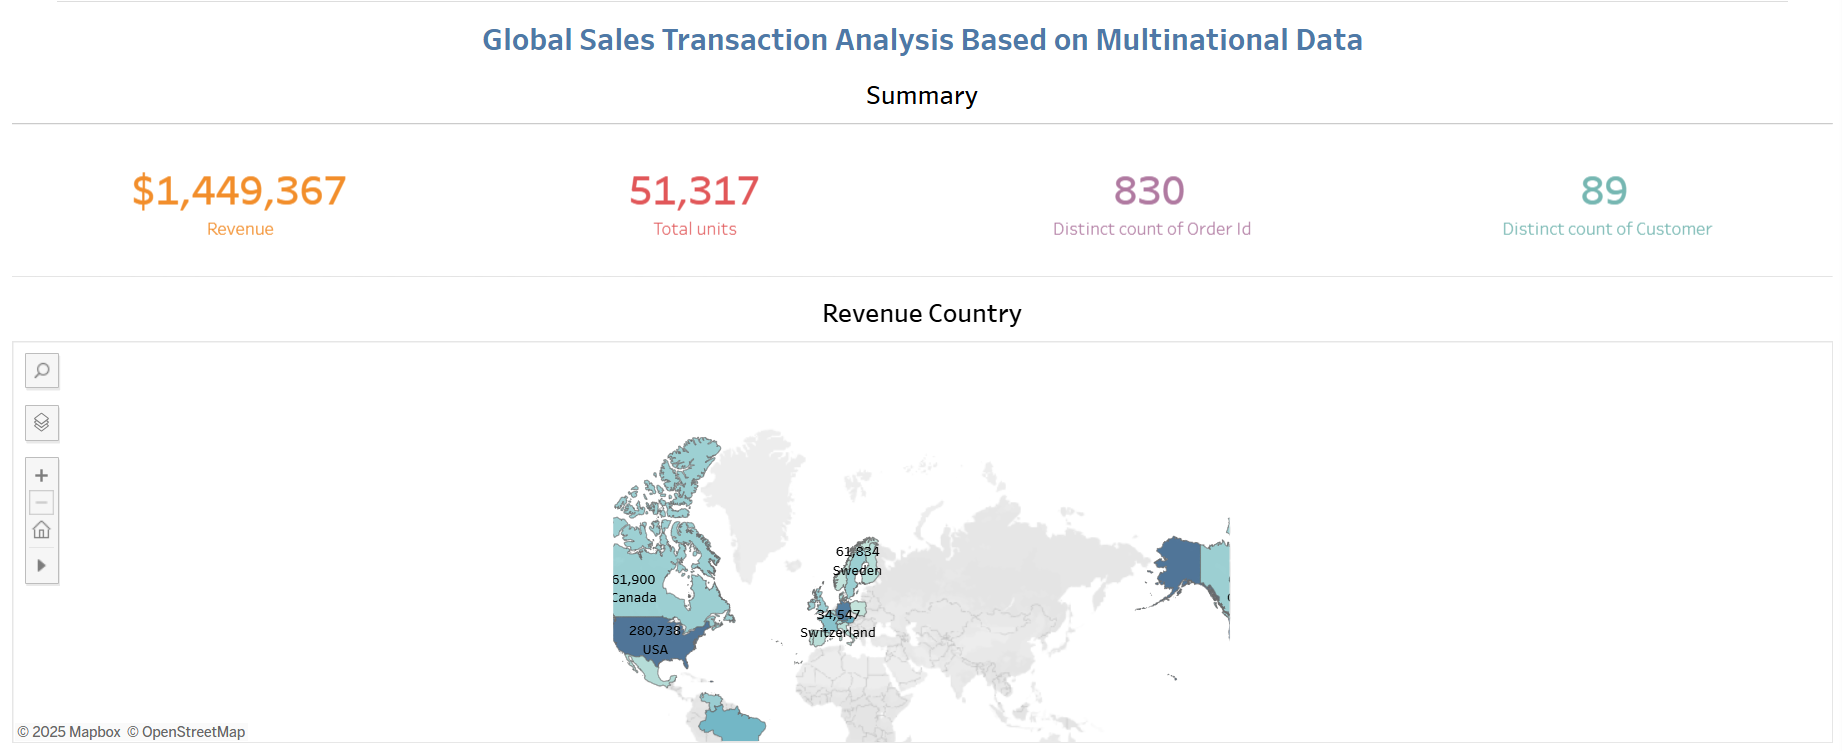 Global Sales Transaction Analysis Based on Multinational Data
Summary
$1,449,367
Revenue
51,317
Total units
830
Distinct count of Order Id
89
Distinct count of Customer
Revenue Country
61,834
Sweden
61,900
Canada
34,547
Switzerland
280,738
USA
© 2025 Mapbox © OpenStreetMap